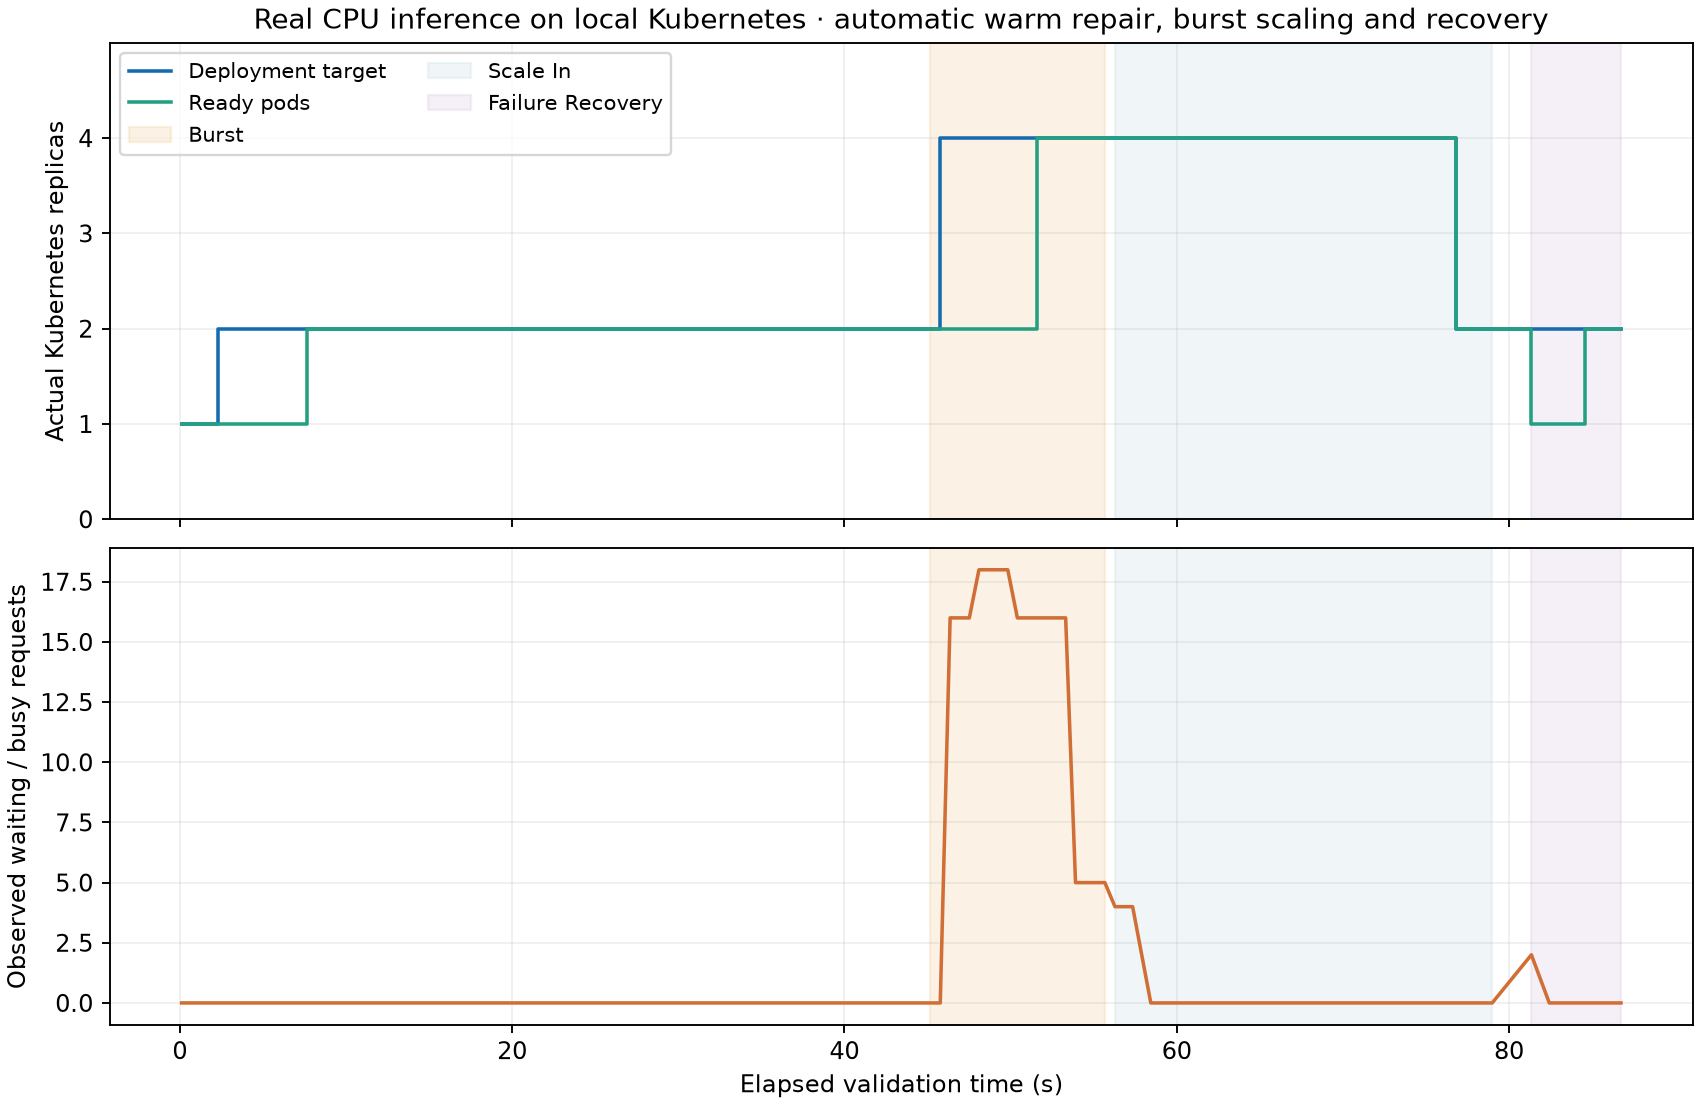 Real CPU inference on local Kubernetes · automatic warm repair, burst scaling and recovery
Deployment target
Ready pods
Burst
Scale In
Failure Recovery
Actual Kubernetes replicas
4
3
2
1
0
Observed waiting / busy requests
17.5
15.0
12.5
10.0
7.5
5.0
2.5
0.0
0 20 40 60 80
Elapsed validation time (s)